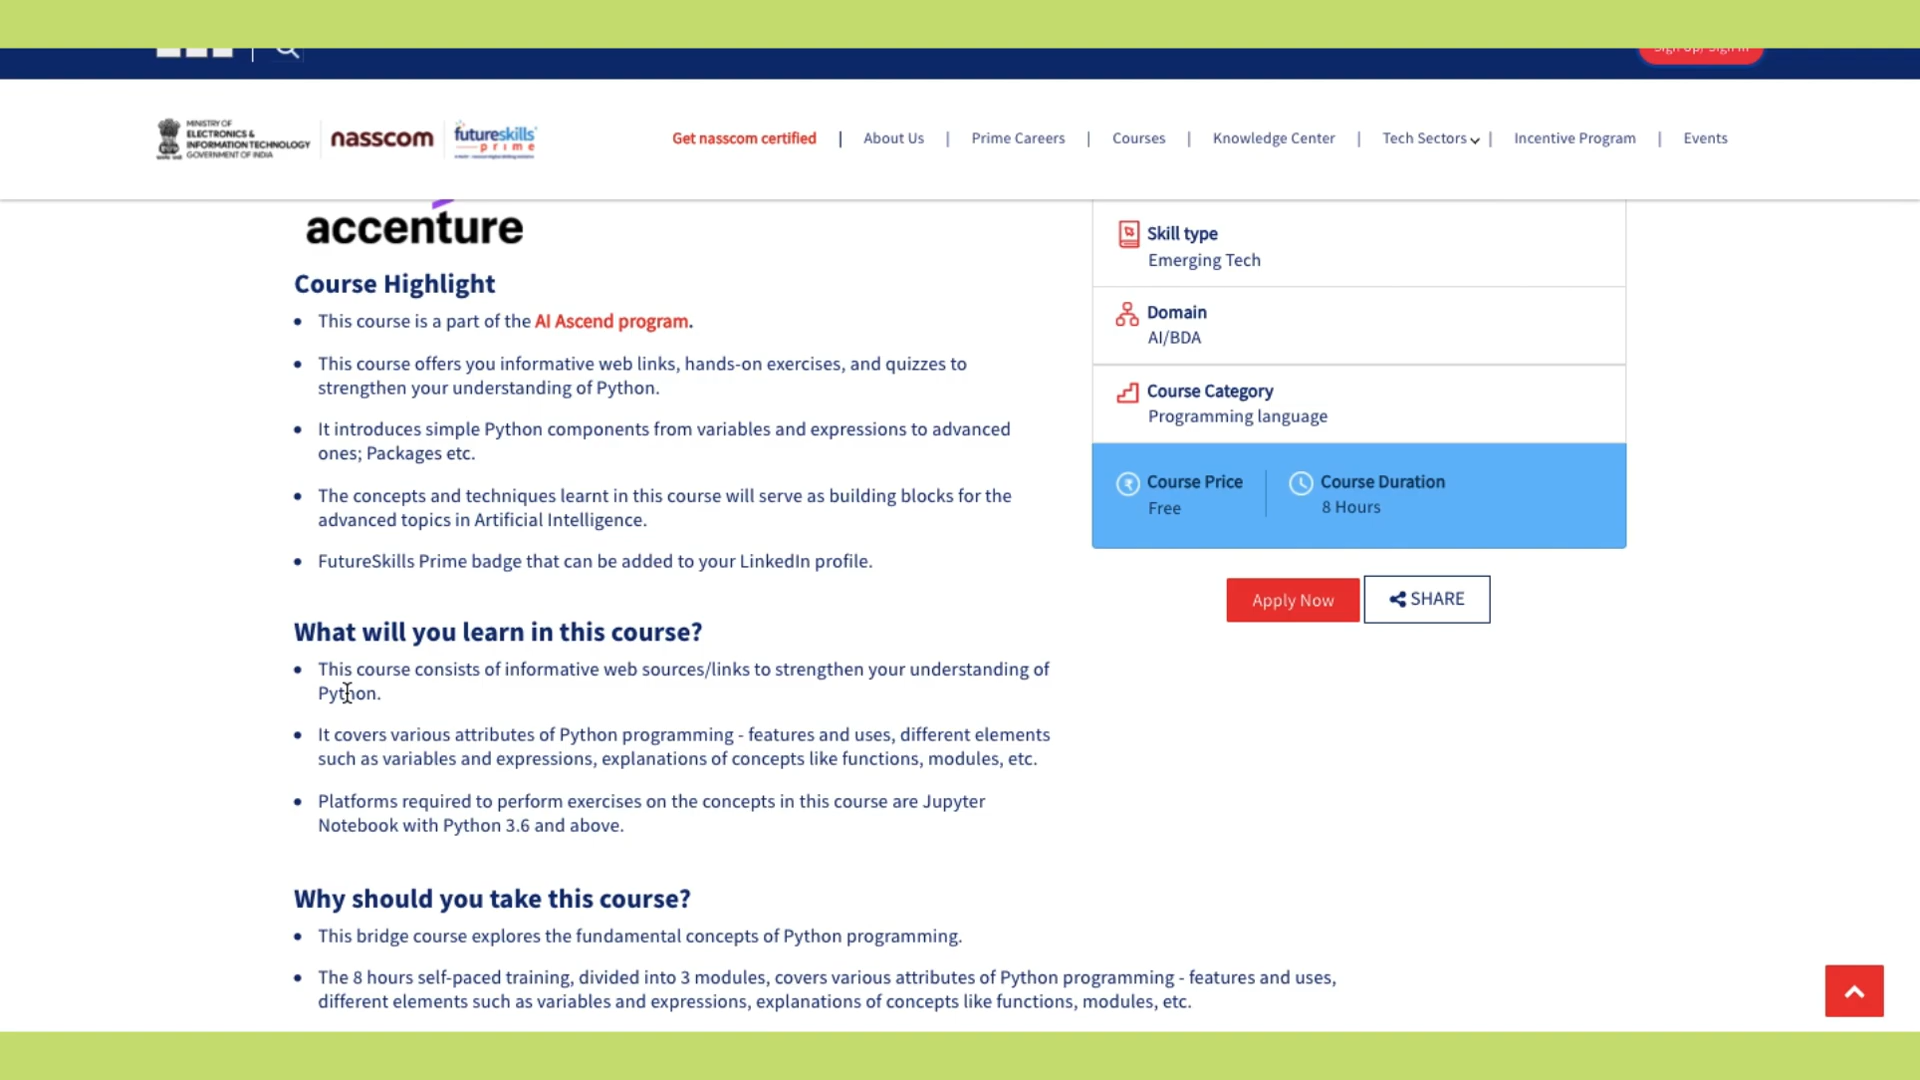 Sign Up/ Sign In
MINISTRY OF
ELECTRONICS &
INFORMATION TECHNOLOGY
GOVERNMENT OF INDIA
nasscom
futureskills
prime
Get nasscom certified | About Us | Prime Careers | Courses | Knowledge Center | Tech Sectors | Incentive Program | Events
accenture
Course Highlight
• This course is a part of the AI Ascend program.
• This course offers you informative web links, hands-on exercises, and quizzes to
strengthen your understanding of Python.
• It introduces simple Python components from variables and expressions to advanced
ones; Packages etc.
• The concepts and techniques learnt in this course will serve as building blocks for the
advanced topics in Artificial Intelligence.
• FutureSkills Prime badge that can be added to your LinkedIn profile.
What will you learn in this course?
• This course consists of informative web sources/links to strengthen your understanding of
Python.
• It covers various attributes of Python programming - features and uses, different elements
such as variables and expressions, explanations of concepts like functions, modules, etc.
• Platforms required to perform exercises on the concepts in this course are Jupyter
Notebook with Python 3.6 and above.
Why should you take this course?
• This bridge course explores the fundamental concepts of Python programming.
• The 8 hours self-paced training, divided into 3 modules, covers various attributes of Python programming - features and uses,
different elements such as variables and expressions, explanations of concepts like functions, modules, etc.
Skill type
Emerging Tech
Domain
AI/BDA
Course Category
Programming language
Course Price
Free
Course Duration
8 Hours
Apply Now
SHARE